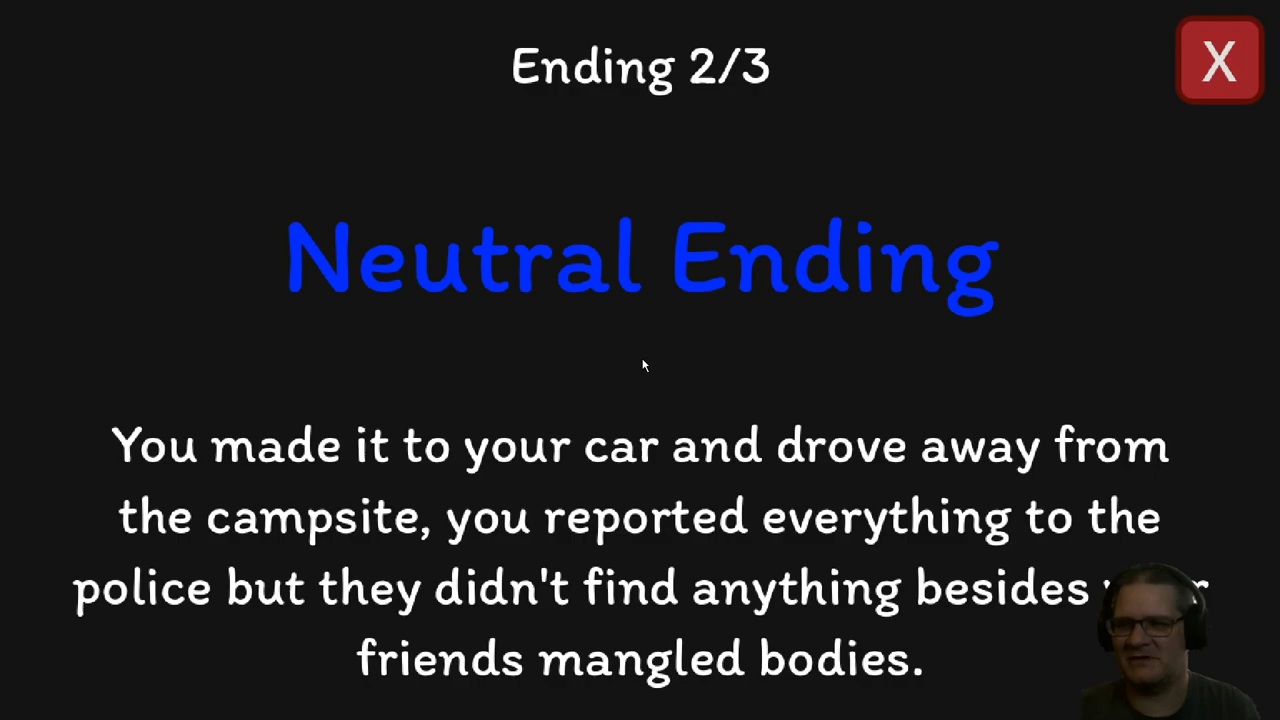 Ending 2/3
X
Neutral Ending
You made it to your car and drove away from
the campsite, you reported everything to the
police but they didn't find anything besides
friends mangled bodies.